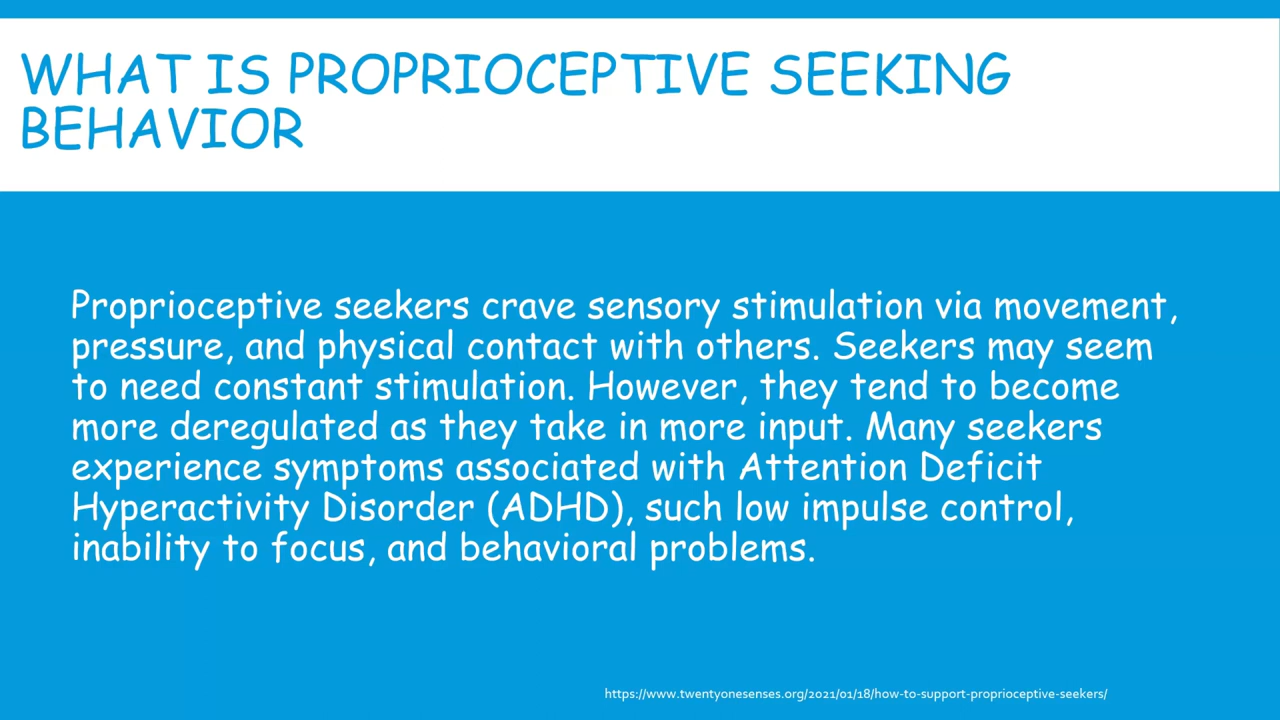 WHAT IS PROPRIOCEPTIVE SEEKING
BEHAVIOR
Proprioceptive seekers crave sensory stimulation via movement,
pressure, and physical contact with others. Seekers may seem
to need constant stimulation. However, they tend to become
more deregulated as they take in more input. Many seekers
experience symptoms associated with Attention Deficit
Hyperactivity Disorder (ADHD), such low impulse control,
inability to focus, and behavioral problems.
https://www.twentyonesenses.org/2021/01/18/how-to-support-proprioceptive-seekers/